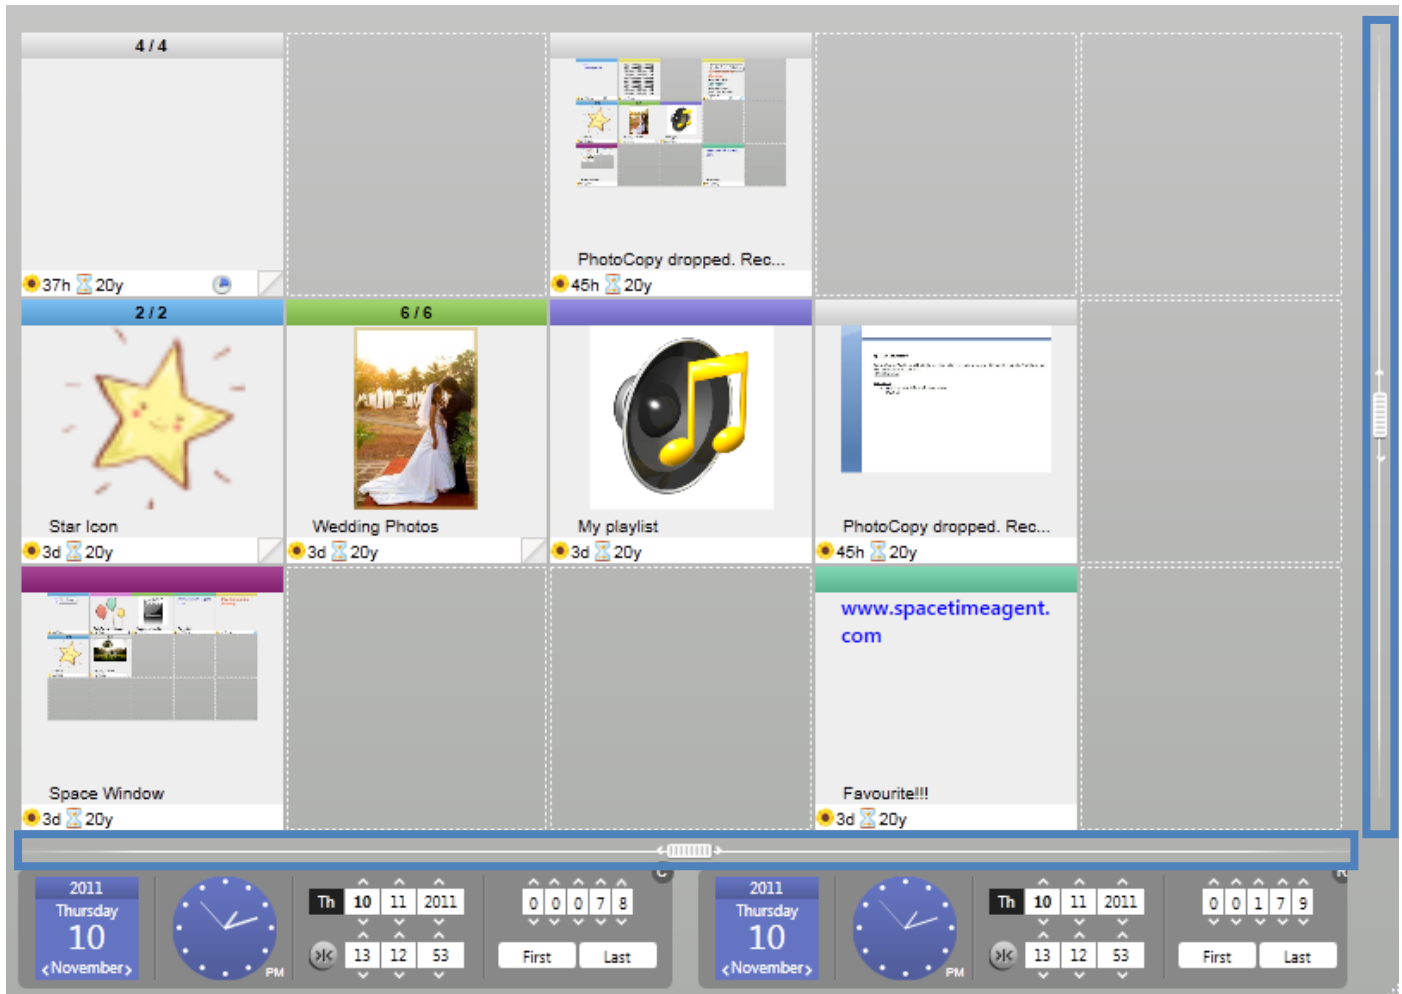 4 / 4
PhotoCopy dropped. Rec...
37h 20y
45h 20y
2 / 2
6 / 6
Star Icon
Wedding Photos
My playlist
PhotoCopy dropped. Rec...
3d 20y
3d 20y
3d 20y
45h 20y
www.spacetimeagent.
com
Space Window
Favourite!!!
3d 20y
3d 20y
C
R
2011
Thursday
10
November
PM
Th 10 11 2011
13 12 53
0 0 0 7 8
First Last
2011
Thursday
10
November
PM
Th 10 11 2011
13 12 53
0 0 1 7 9
First Last